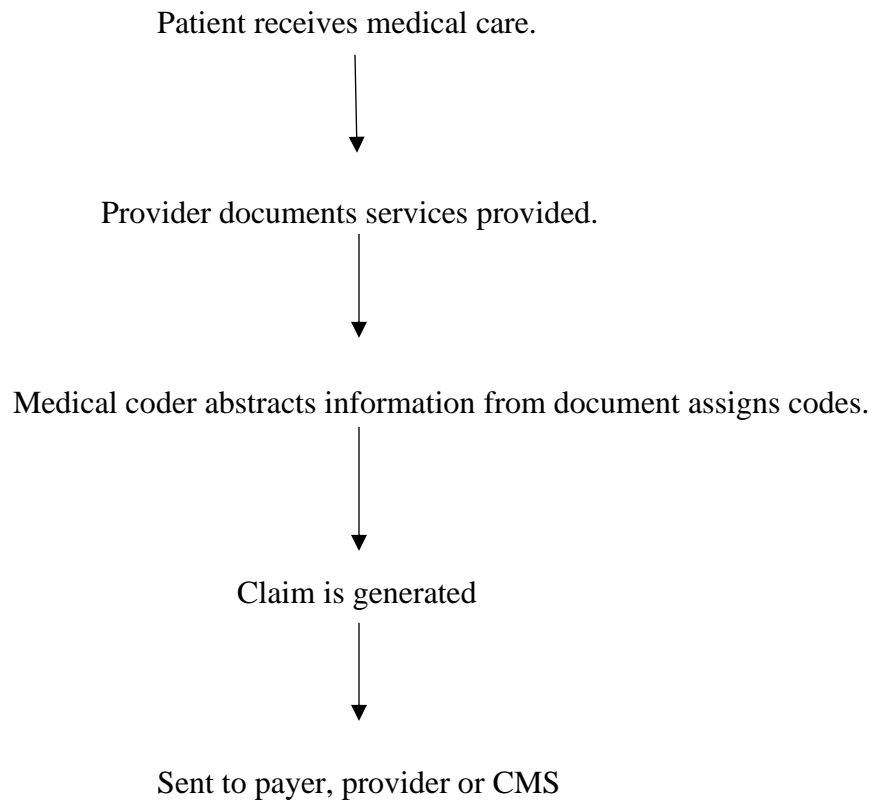 Patient receives medical care.
Provider documents services provided.
Medical coder abstracts information from document assigns codes.
Claim is generated
Sent to payer, provider or CMS